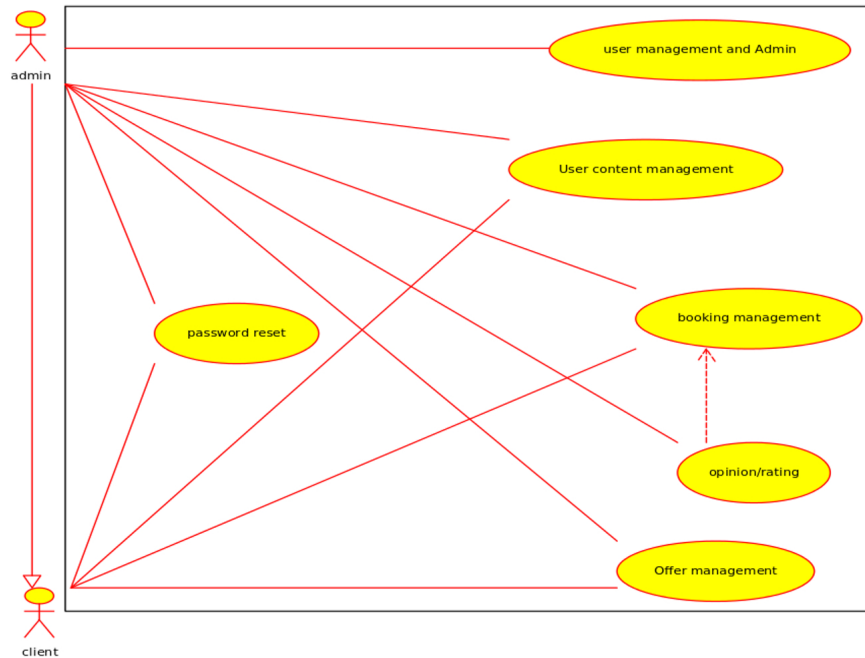 user management and Admin
admin
User content management
booking management
password reset
opinion/rating
Offer management
client